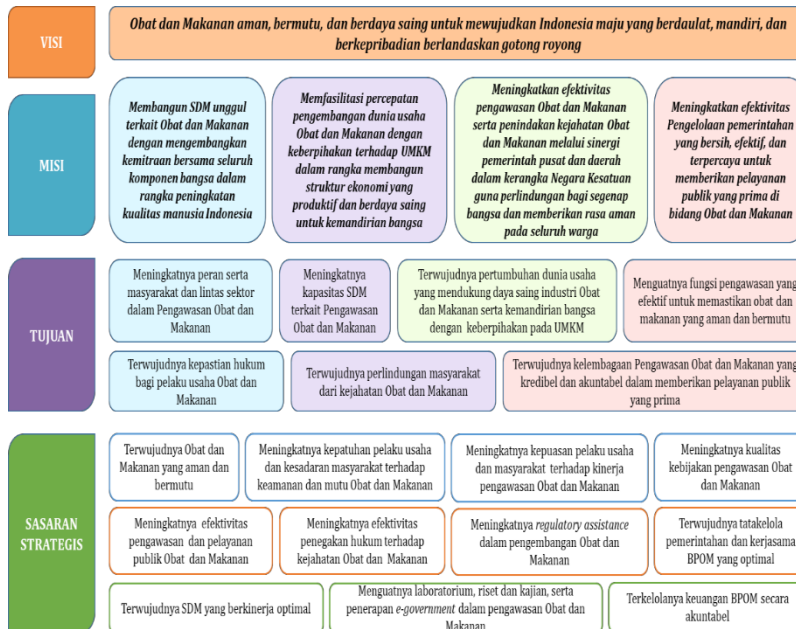 VISI
Obat dan Makanan aman, bermutu, dan berdaya saing untuk mewujudkan Indonesia maju yang berdaulat, mandiri, dan
berkepribadian berlandaskan gotong royong
MISI
Membangun SDM unggul
terkait Obat dan Makanan
dengan mengembangkan
kemitraan bersama seluruh
komponen bangsa dalam
rangka peningkatan
kualitas manusia Indonesia
Memfasilitasi percepatan
pengembangan dunia usaha
Obat dan Makanan dengan
keberpihakan terhadap UMKM
dalam rangka membangun
struktur ekonomi yang
produktif dan berdaya saing
untuk kemandirian bangsa
Meningkatkan efektivitas
pengawasan Obat dan Makanan
serta penindakan kejahatan Obat
dan Makanan melalui sinergi
pemerintah pusat dan daerah
dalam kerangka Negara Kesatuan
guna perlindungan bagi segenap
bangsa dan memberikan rasa aman
pada seluruh warga
Meningkatkan efektivitas
Pengelolaan pemerintahan
yang bersih, efektif, dan
terpercaya untuk
memberikan pelayanan
publik yang prima di
bidang Obat dan Makanan
TUJUAN
Meningkatnya peran serta
masyarakat dan lintas sektor
dalam Pengawasan Obat dan
Makanan
Meningkatnya
kapasitas SDM
terkait Pengawasan
Obat dan Makanan
Terwujudnya pertumbuhan dunia usaha
yang mendukung daya saing industri Obat
dan Makanan serta kemandirian bangsa
dengan keberpihakan pada UMKM
Menguatnya fungsi pengawasan yang
efektif untuk memastikan obat dan
makanan yang aman dan bermutu
Terwujudnya kepastian hukum
bagi pelaku usaha Obat dan
Makanan
Terwujudnya perlindungan masyarakat
dari kejahatan Obat dan Makanan
Terwujudnya kelembagaan Pengawasan Obat dan Makanan yang
kredibel dan akuntabel dalam memberikan pelayanan publik
yang prima
SASARAN
STRATEGIS
Terwujudnya Obat dan
Makanan yang aman dan
bermutu
Meningkatnya kepatuhan pelaku usaha
dan kesadaran masyarakat terhadap
keamanan dan mutu Obat dan Makanan
Meningkatnya kepuasan pelaku usaha
dan masyarakat terhadap kinerja
pengawasan Obat dan Makanan
Meningkatnya kualitas
kebijakan pengawasan Obat
dan Makanan
Meningkatnya efektivitas
pengawasan dan pelayanan
publik Obat dan Makanan
Meningkatnya efektivitas
penegakan hukum terhadap
kejahatan Obat dan Makanan
Meningkatnya regulatory assistance
dalam pengembangan Obat dan
Makanan
Terwujudnya tatakelola
pemerintahan dan kerjasama
BPOM yang optimal
Terwujudnya SDM yang berkinerja optimal
Menguatnya laboratorium, riset dan kajian, serta
penerapan e-government dalam pengawasan Obat dan
Makanan
Terkelolanya keuangan BPOM secara
akuntabel